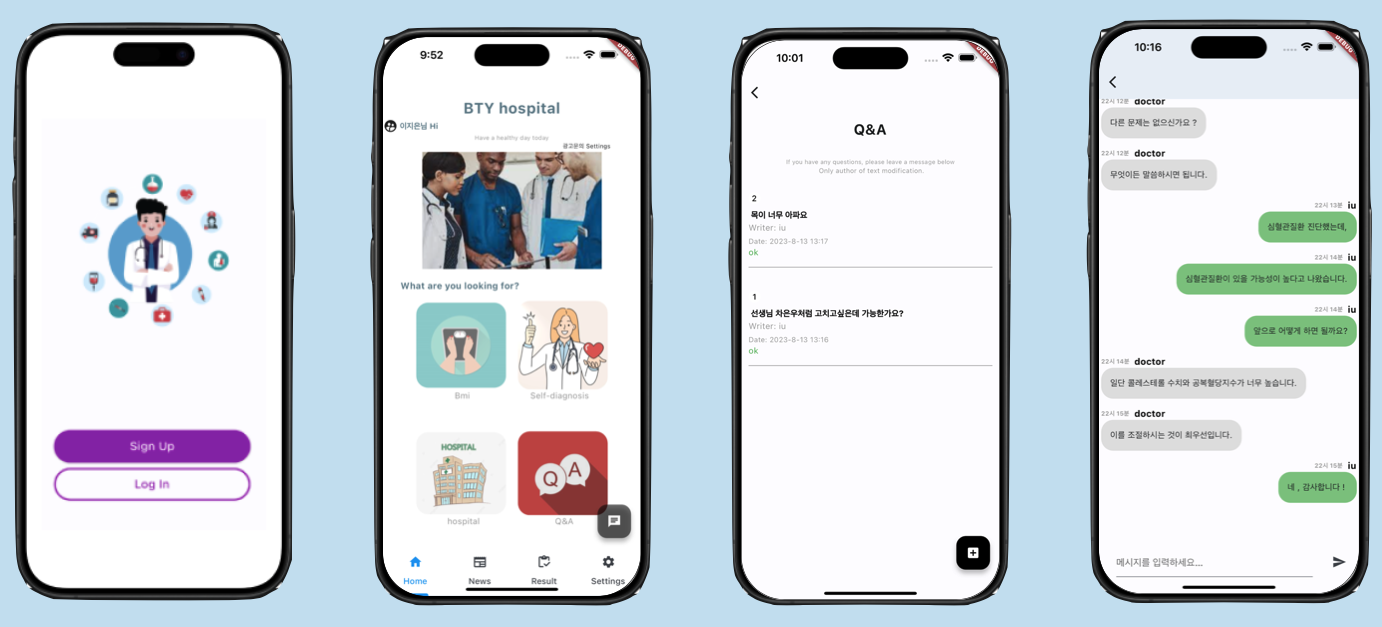 Sign Up
Log In
9:52
DEBUG
BTY hospital
이지은님 Hi
Have a healthy day today
광고문의 Settings
What are you looking for?
Bmi
Self-diagnosis
HOSPITAL
Q A
hospital
Q&A
Home
News
Result
Settings
10:01
DEBUG
Q&A
If you have any questions, please leave a message below
Only author of text modification.
2
목이 너무 아파요
Writer: iu
Date: 2023-8-13 13:17
ok
1
선생님 차은우처럼 고치고싶은데 가능한가요?
Writer: iu
Date: 2023-8-13 13:16
ok
10:16
DEBUG
22시 12분 doctor
다른 문제는 없으신가요 ?
22시 12분 doctor
무엇이든 말씀하시면 됩니다.
22시 13분 iu
심혈관질환 진단했는데,
22시 14분 iu
심혈관질환이 있을 가능성이 높다고 나왔습니다.
22시 14분 iu
앞으로 어떻게 하면 될까요?
22시 14분 doctor
일단 콜레스테롤 수치와 공복혈당지수가 너무 높습니다.
22시 15분 doctor
이를 조절하시는 것이 최우선입니다.
22시 15분 iu
네 , 감사합니다 !
메시지를 입력하세요...